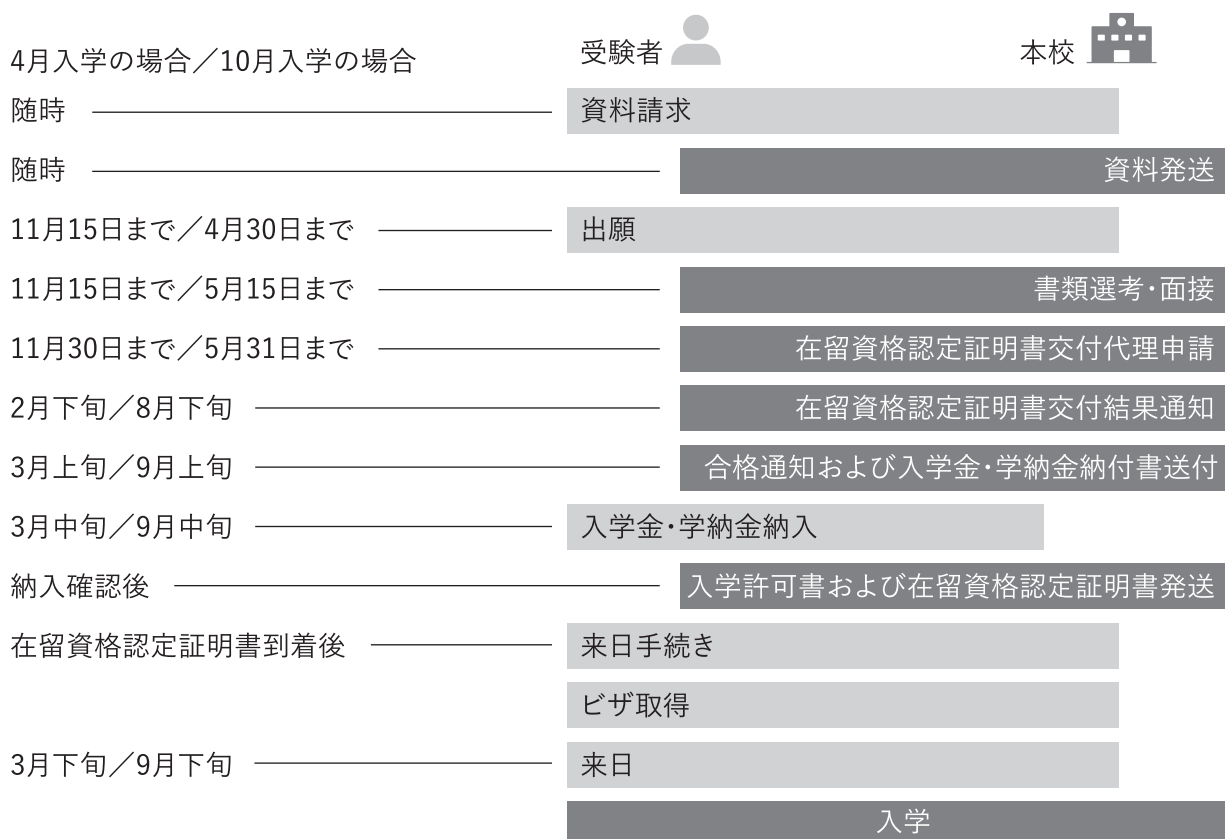 4月入学の場合／10月入学の場合 受験者 本校
随時 資料請求
随時 資料発送
11月15日まで／4月30日まで 出願
11月15日まで／5月15日まで 書類選考・面接
11月30日まで／5月31日まで 在留資格認定証明書交付代理申請
2月下旬／8月下旬 在留資格認定証明書交付結果通知
3月上旬／9月上旬 合格通知および入学金・学納金納付書送付
3月中旬／9月中旬 入学金・学納金納入
納入確認後 入学許可書および在留資格認定証明書発送
在留資格認定証明書到着後 来日手続き
ビザ取得
3月下旬／9月下旬 来日
入学